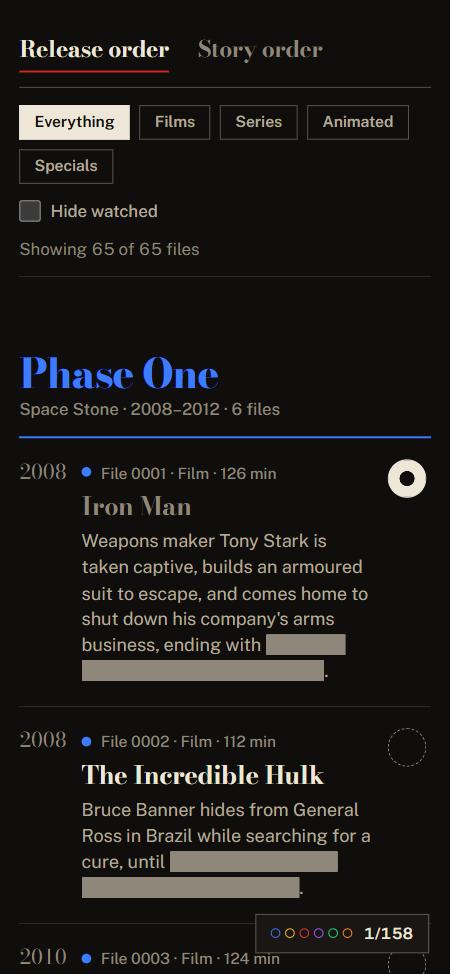 Release order Story order
Everything Films Series Animated
Specials
Hide watched
Showing 65 of 65 files
Phase One
Space Stone · 2008–2012 · 6 files
2008 File 0001 · Film · 126 min
Iron Man
Weapons maker Tony Stark is
taken captive, builds an armoured
suit to escape, and comes home to
shut down his company's arms
business, ending with
.
2008 File 0002 · Film · 112 min
The Incredible Hulk
Bruce Banner hides from General
Ross in Brazil while searching for a
cure, until
.
1/158
2010 File 0003 · Film · 124 min